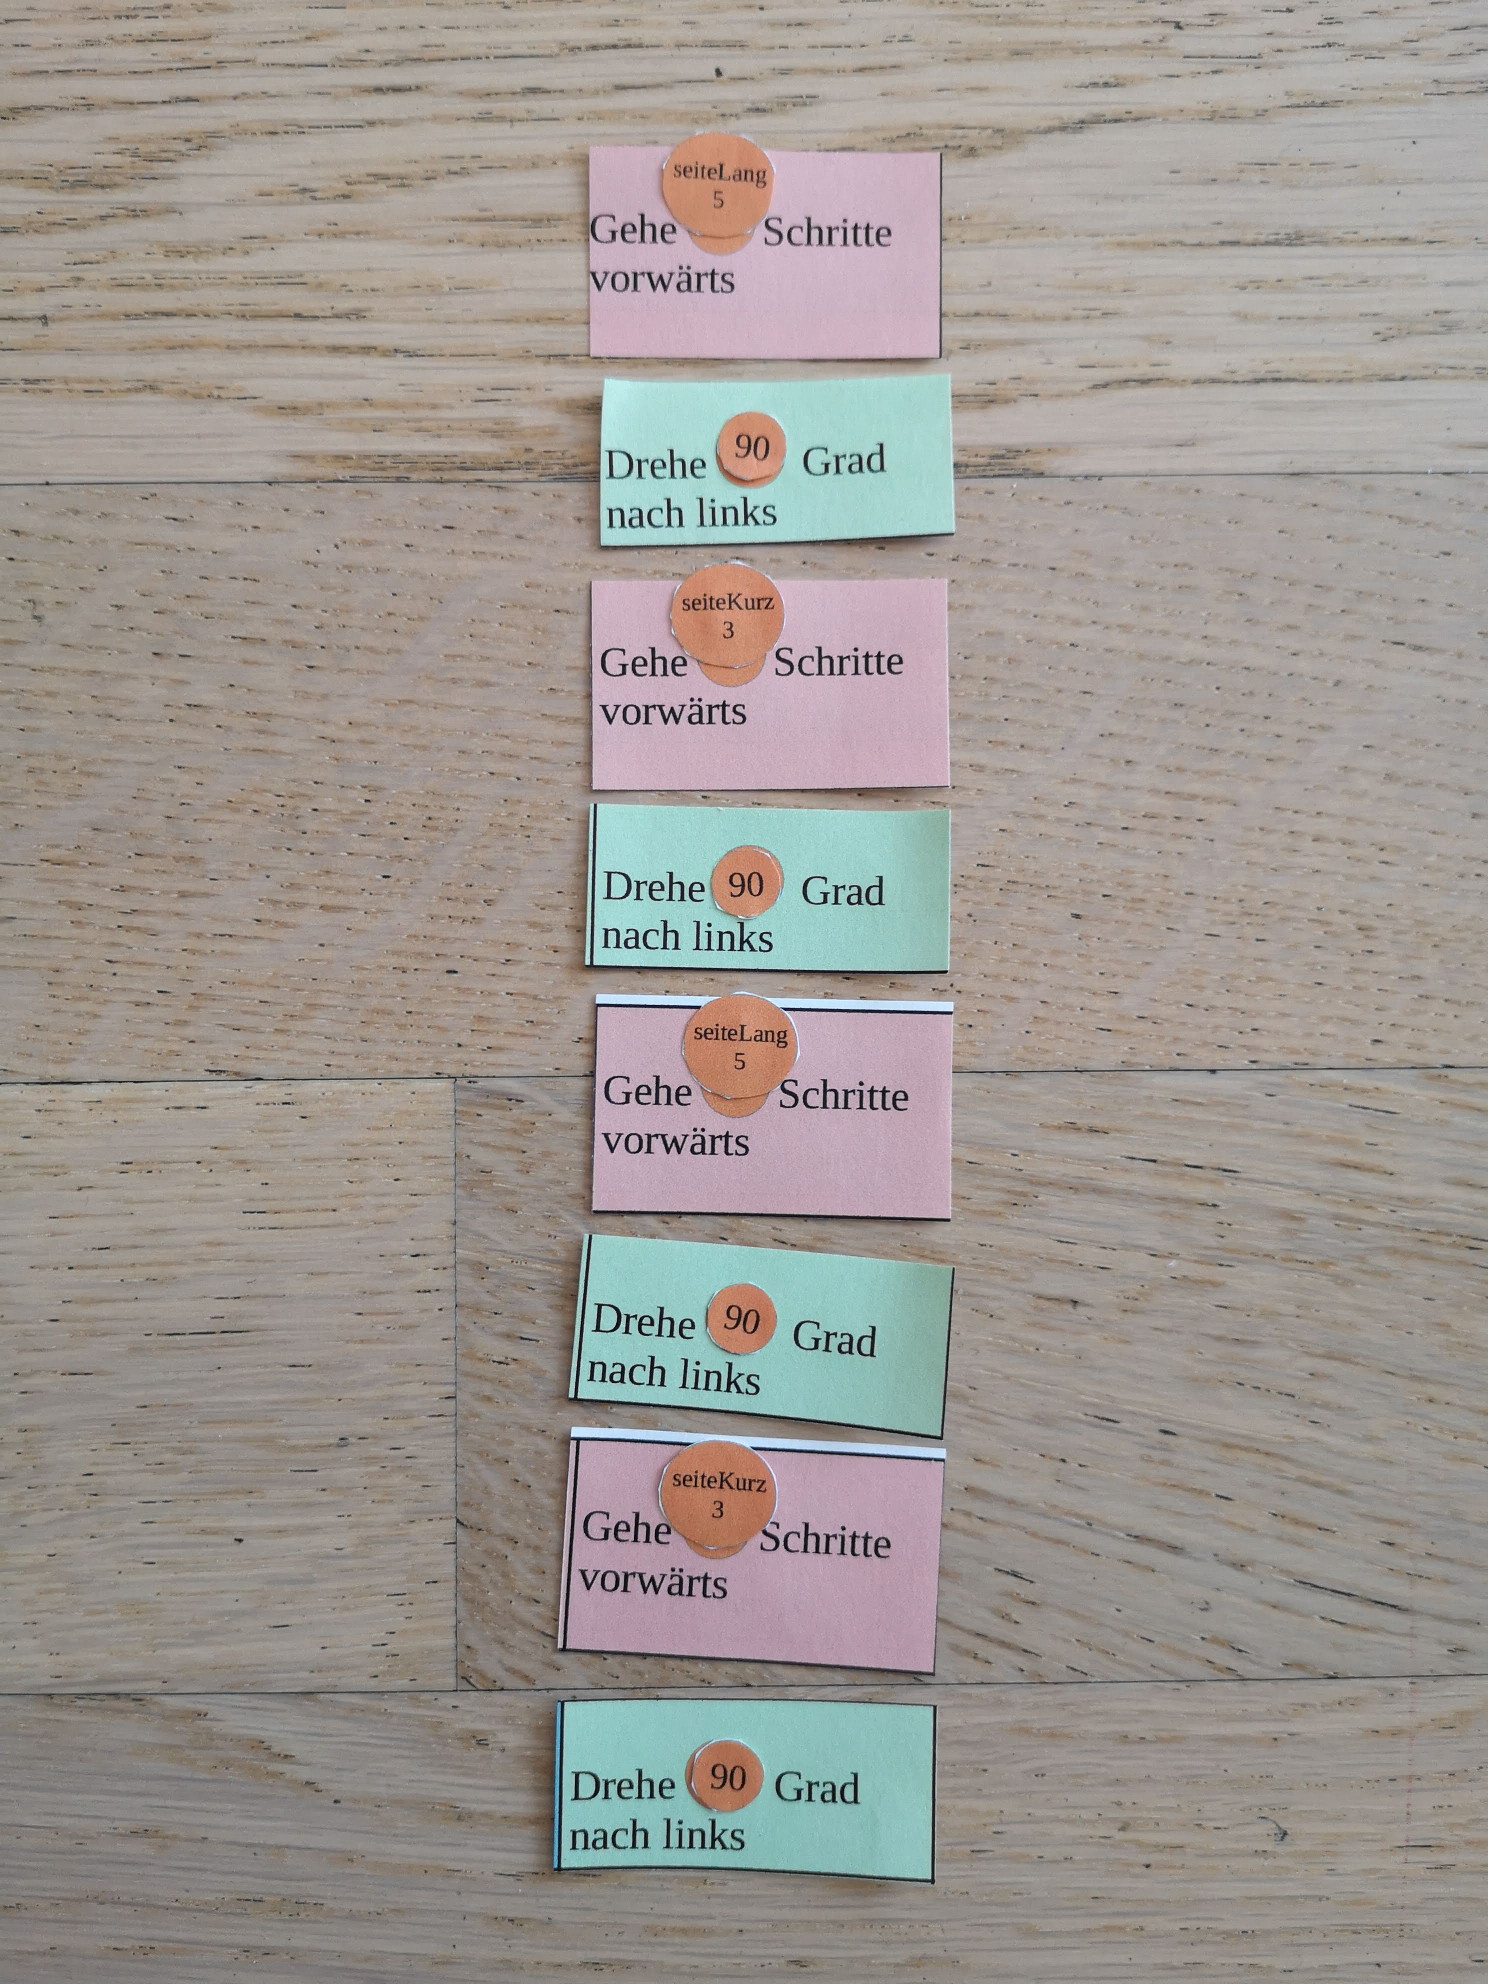 seiteLang
5
Gehe Schritte
vorwärts
Drehe 90 Grad
nach links
seiteKurz
3
Gehe Schritte
vorwärts
Drehe 90 Grad
nach links
seiteLang
5
Gehe Schritte
vorwärts
Drehe 90 Grad
nach links
seiteKurz
3
Gehe Schritte
vorwärts
Drehe 90 Grad
nach links